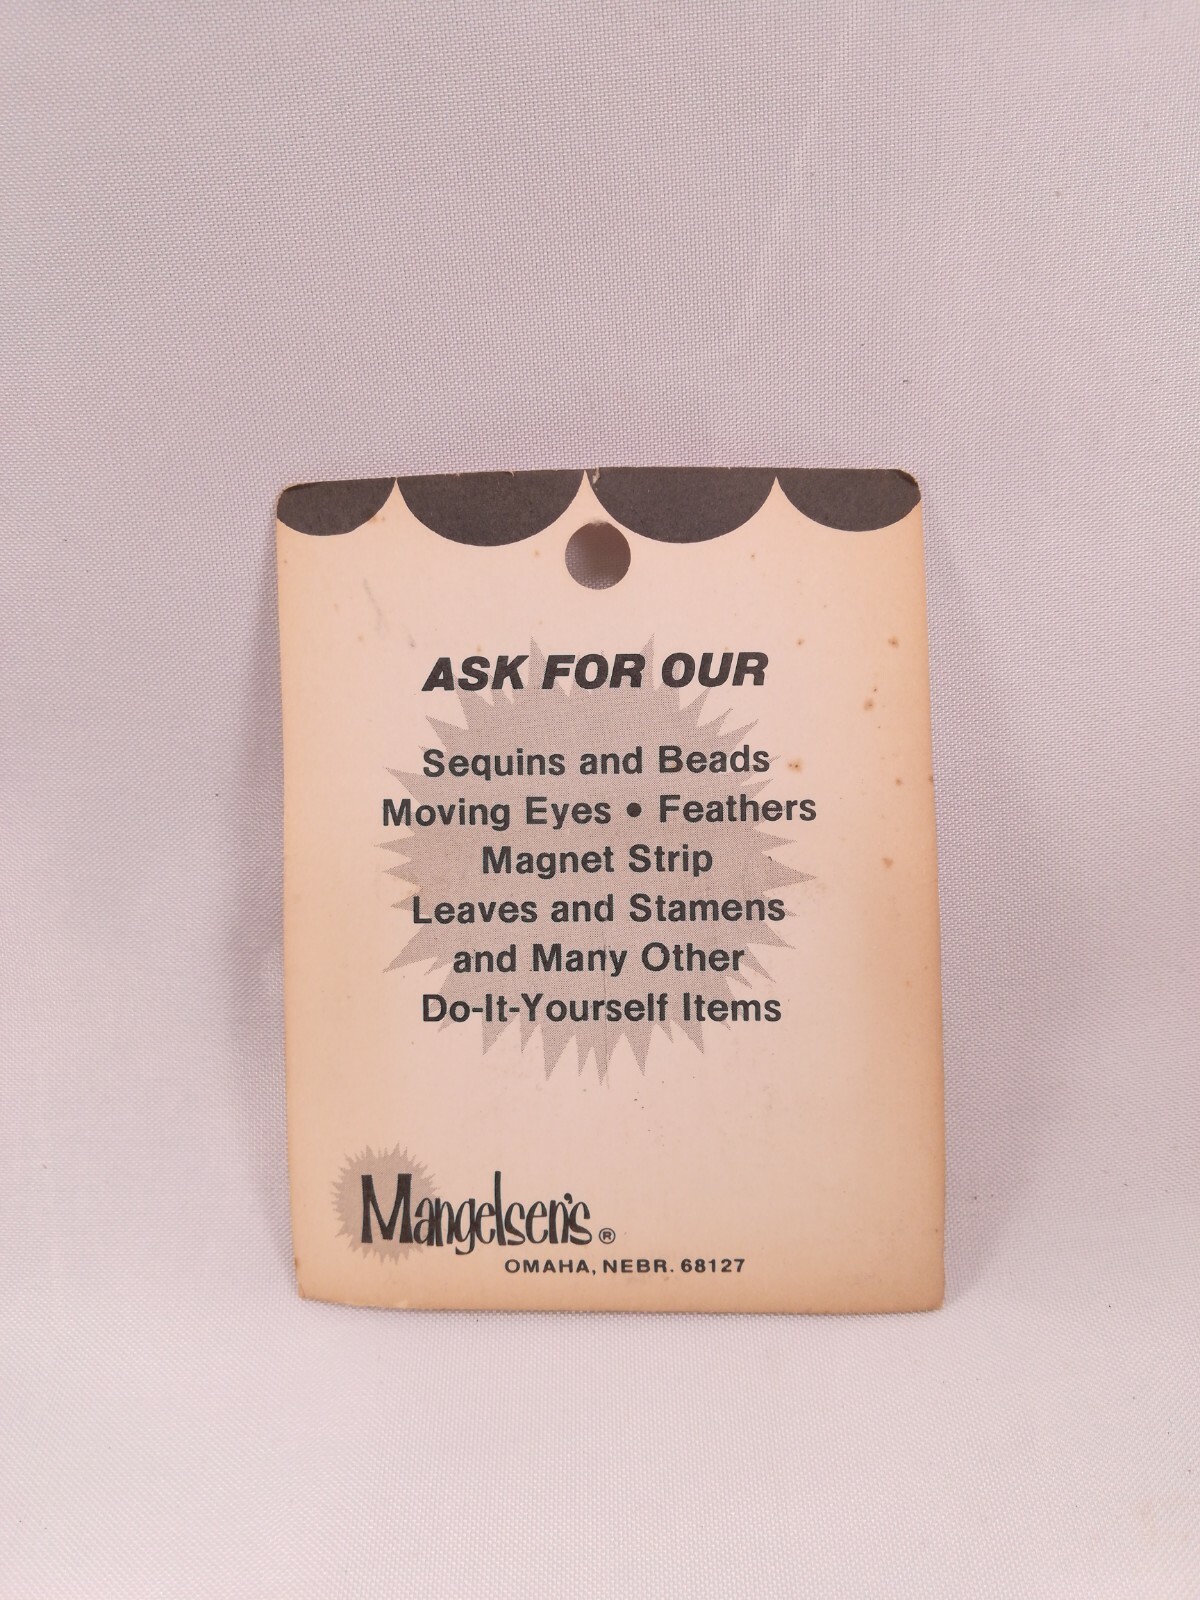 ASK FOR OUR
Sequins and Beads
Moving Eyes • Feathers
Magnet Strip
Leaves and Stamens
and Many Other
Do-It-Yourself Items
Mangelsen's ®
OMAHA, NEBR. 68127